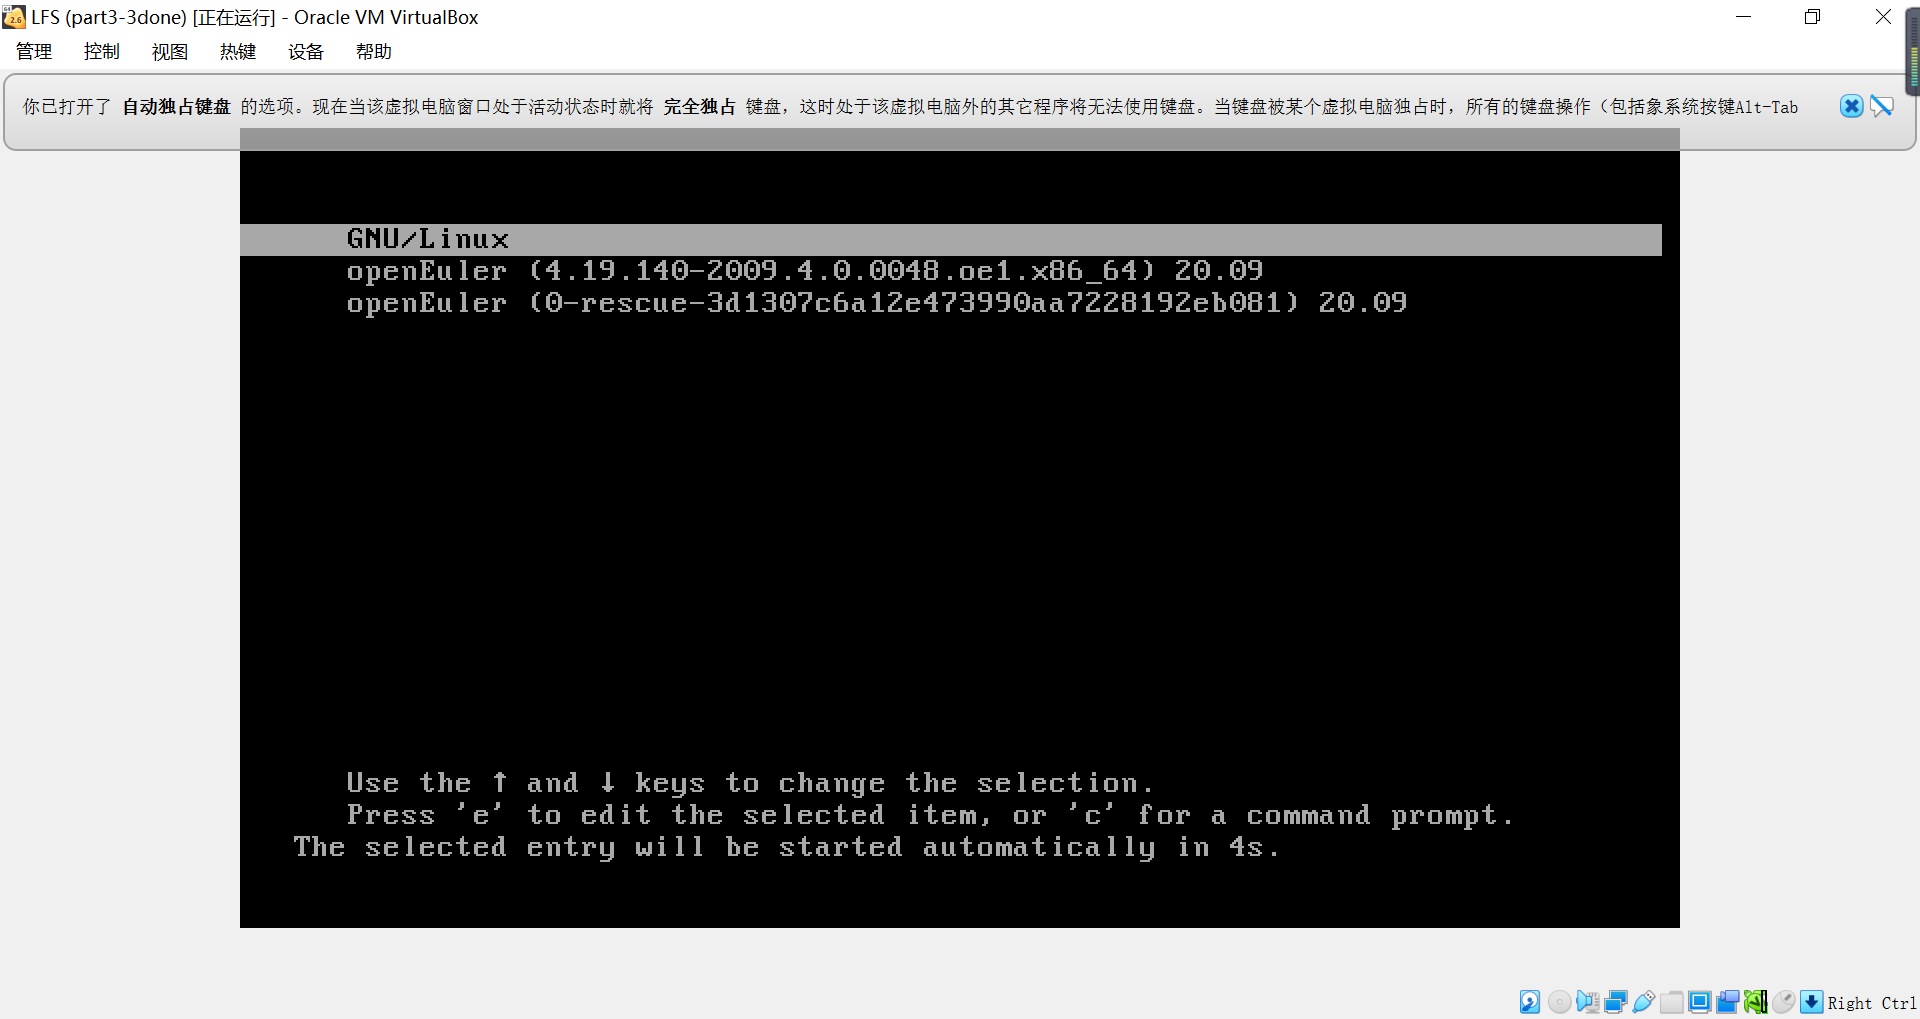 LFS (part3-3done) [正在运行] - Oracle VM VirtualBox
管理 控制 视图 热键 设备 帮助
你已打开了 自动独占键盘 的选项。现在当该虚拟电脑窗口处于活动状态时就将 完全独占 键盘，这时处于该虚拟电脑外的其它程序将无法使用键盘。当键盘被某个虚拟电脑独占时，所有的键盘操作（包括象系统按键Alt-Tab
GNU/Linux
openEuler (4.19.140-2009.4.0.0048.oe1.x86_64) 20.09
openEuler (0-rescue-3d1307c6a12e473990aa7228192eb081) 20.09
Use the ↑ and ↓ keys to change the selection.
Press 'e' to edit the selected item, or 'c' for a command prompt.
The selected entry will be started automatically in 4s.
Right Ctrl